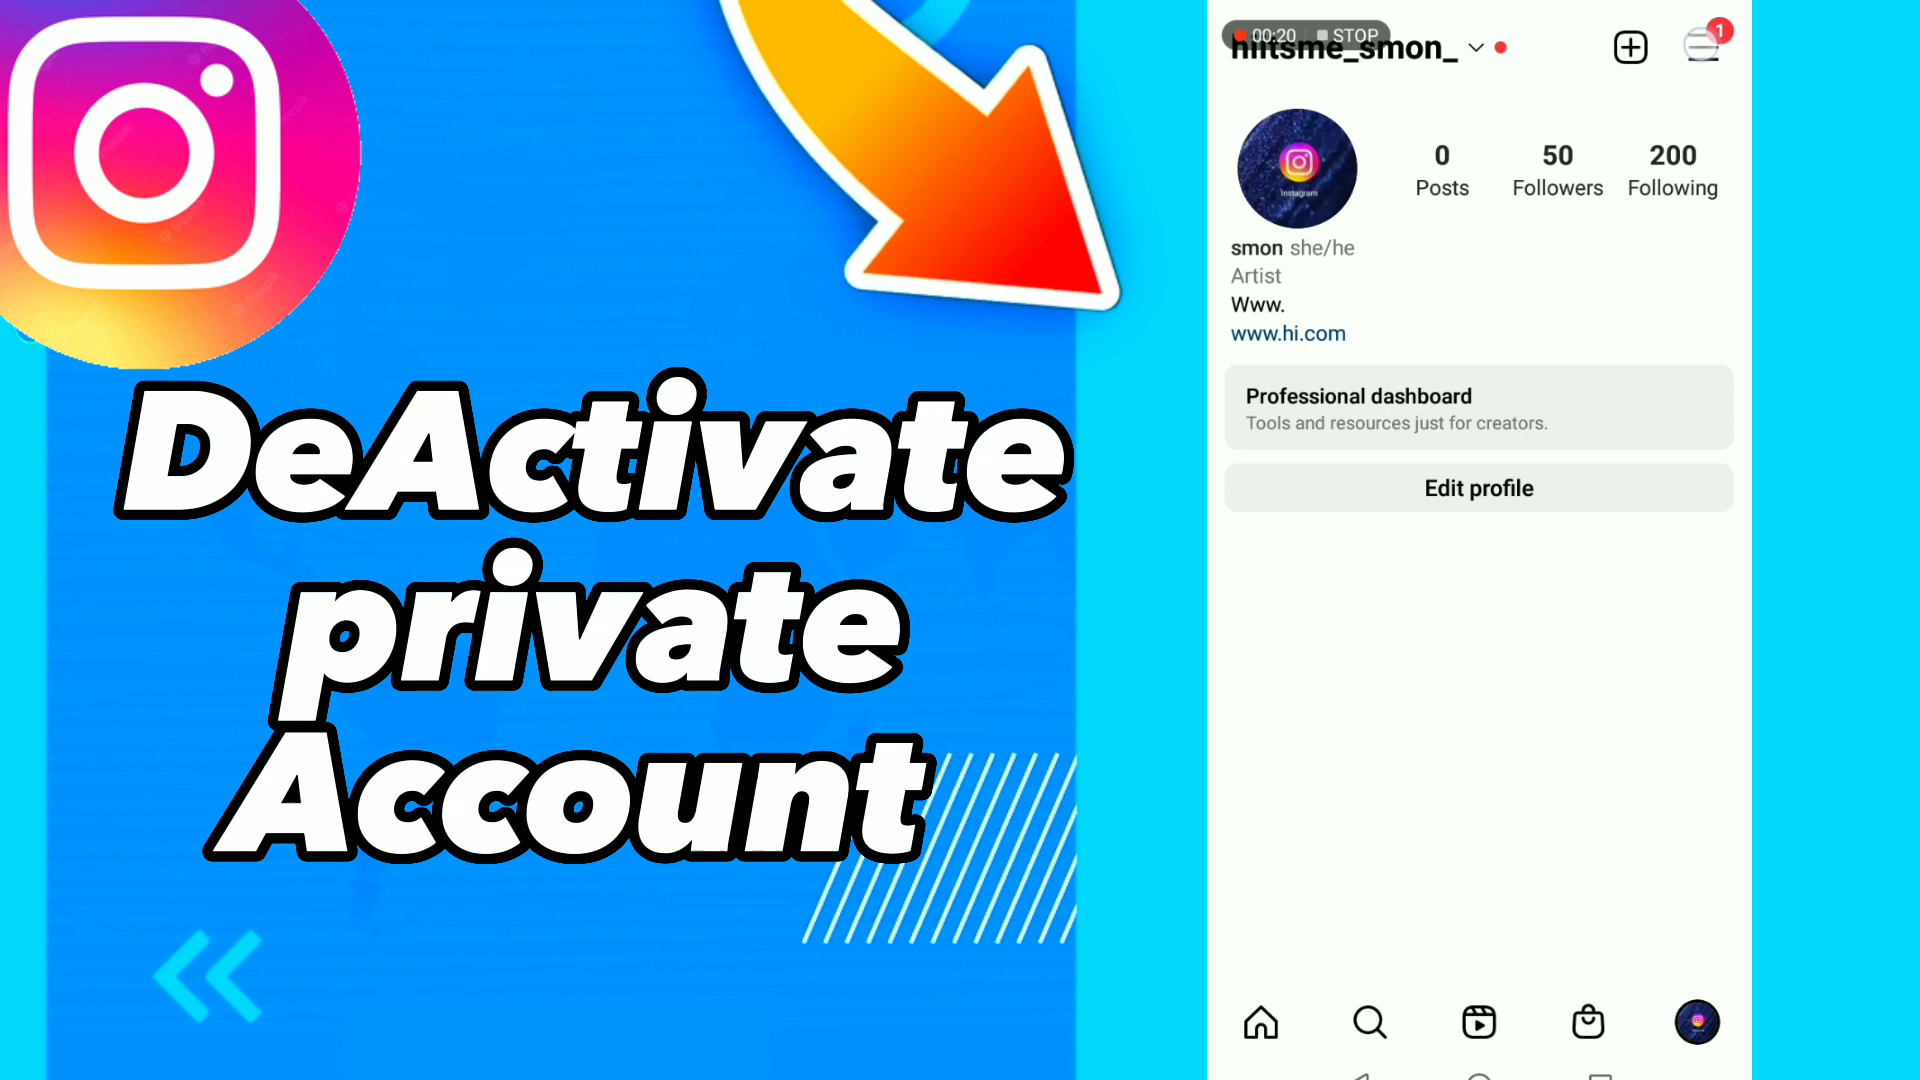 DeActivate
private
Account
00:20 STOP
hiitsme_smon_
1
0 50 200
Posts Followers Following
Instagram
smon she/he
Artist
Www.
www.hi.com
Professional dashboard
Tools and resources just for creators.
Edit profile